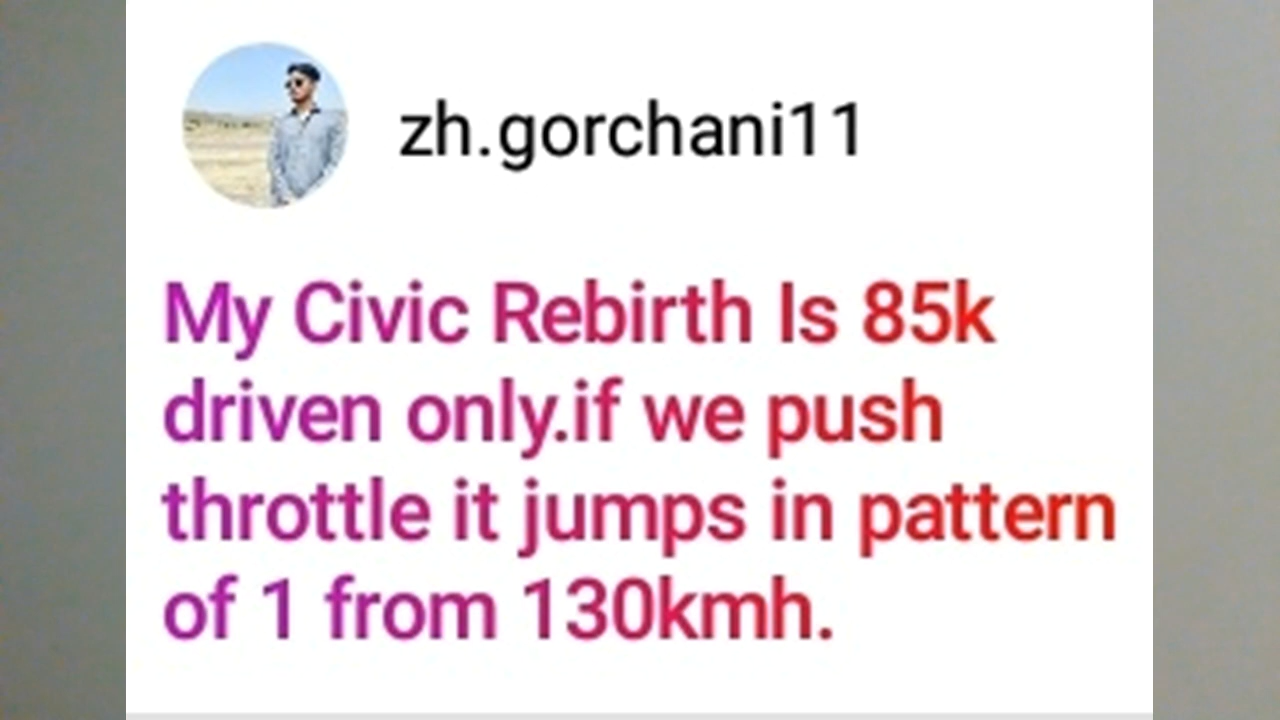 zh.gorchani11
My Civic Rebirth Is 85k
driven only.if we push
throttle it jumps in pattern
of 1 from 130kmh.